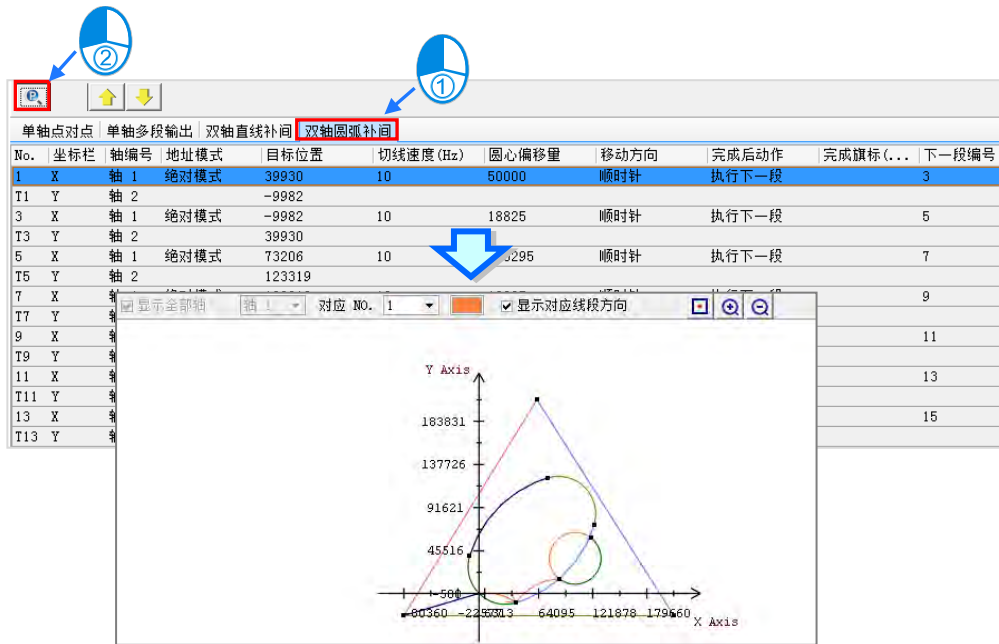 ①
②
单轴点对点 单轴多段输出 双轴直线补间 双轴圆弧补间
No. 坐标栏 轴编号 地址模式 目标位置 切线速度(Hz) 圆心偏移量 移动方向 完成后动作 完成旗标(... 下一段编号
1 X 轴 1 绝对模式 39930 10 50000 顺时针 执行下一段 3
T1 Y 轴 2 -9982
3 X 轴 1 绝对模式 -9982 10 18825 顺时针 执行下一段 5
T3 Y 轴 2 39930
5 X 轴 1 绝对模式 73206 10 顺时针 执行下一段 7
T5 Y 轴 2 123319
7 X 9
T7 Y
9 X 11
T9 Y
11 X 13
T11 Y
13 X 15
T13 Y
显示全部轴 轴 1 对应 NO. 1 显示对应线段方向
Y Axis
183831
137726
91621
45516
-500
64095 121878 179660
X Axis